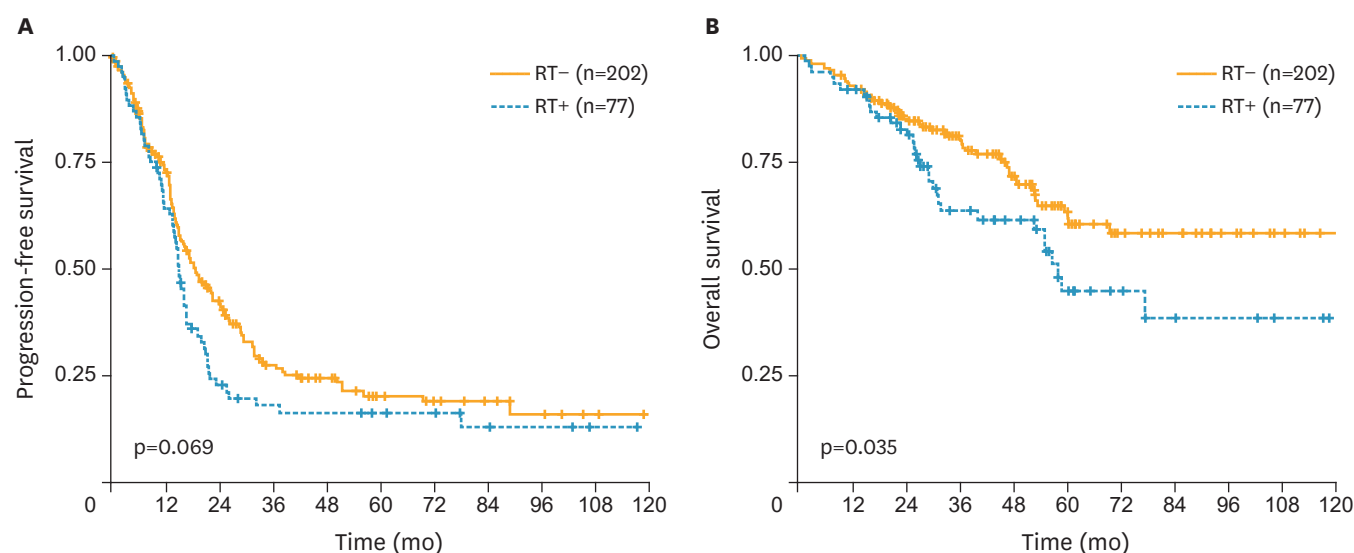 A
Progression-free survival
1.00
0.75
0.50
0.25
0
RT− (n=202)
RT+ (n=77)
p=0.069
12 24 36 48 60 72 84 96 108 120
Time (mo)
B
Overall survival
1.00
0.75
0.50
0.25
0
RT− (n=202)
RT+ (n=77)
p=0.035
12 24 36 48 60 72 84 96 108 120
Time (mo)